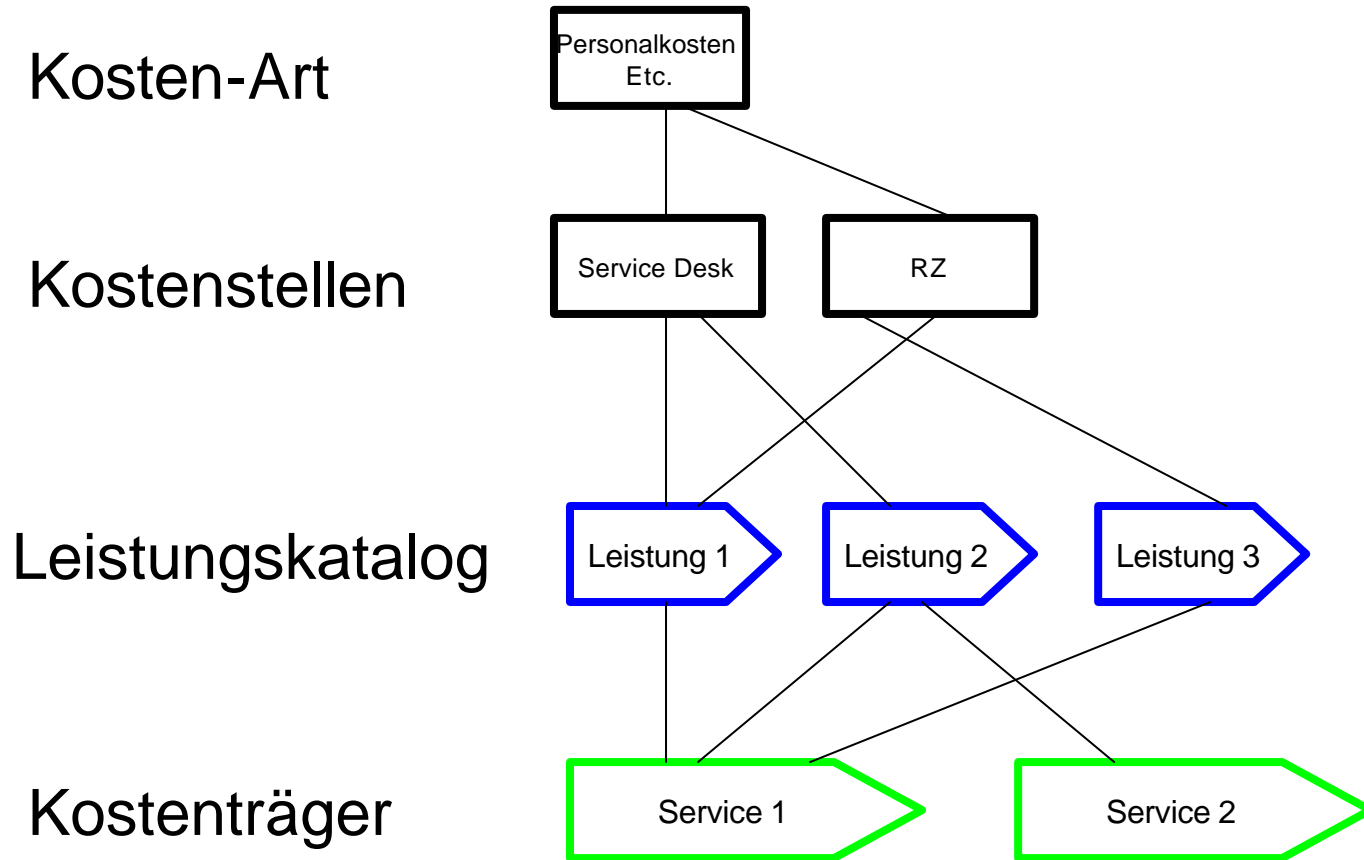 Kosten-Art
Personalkosten
Etc.
Kostenstellen
Service Desk
RZ
Leistungskatalog
Leistung 1
Leistung 2
Leistung 3
Kostenträger
Service 1
Service 2